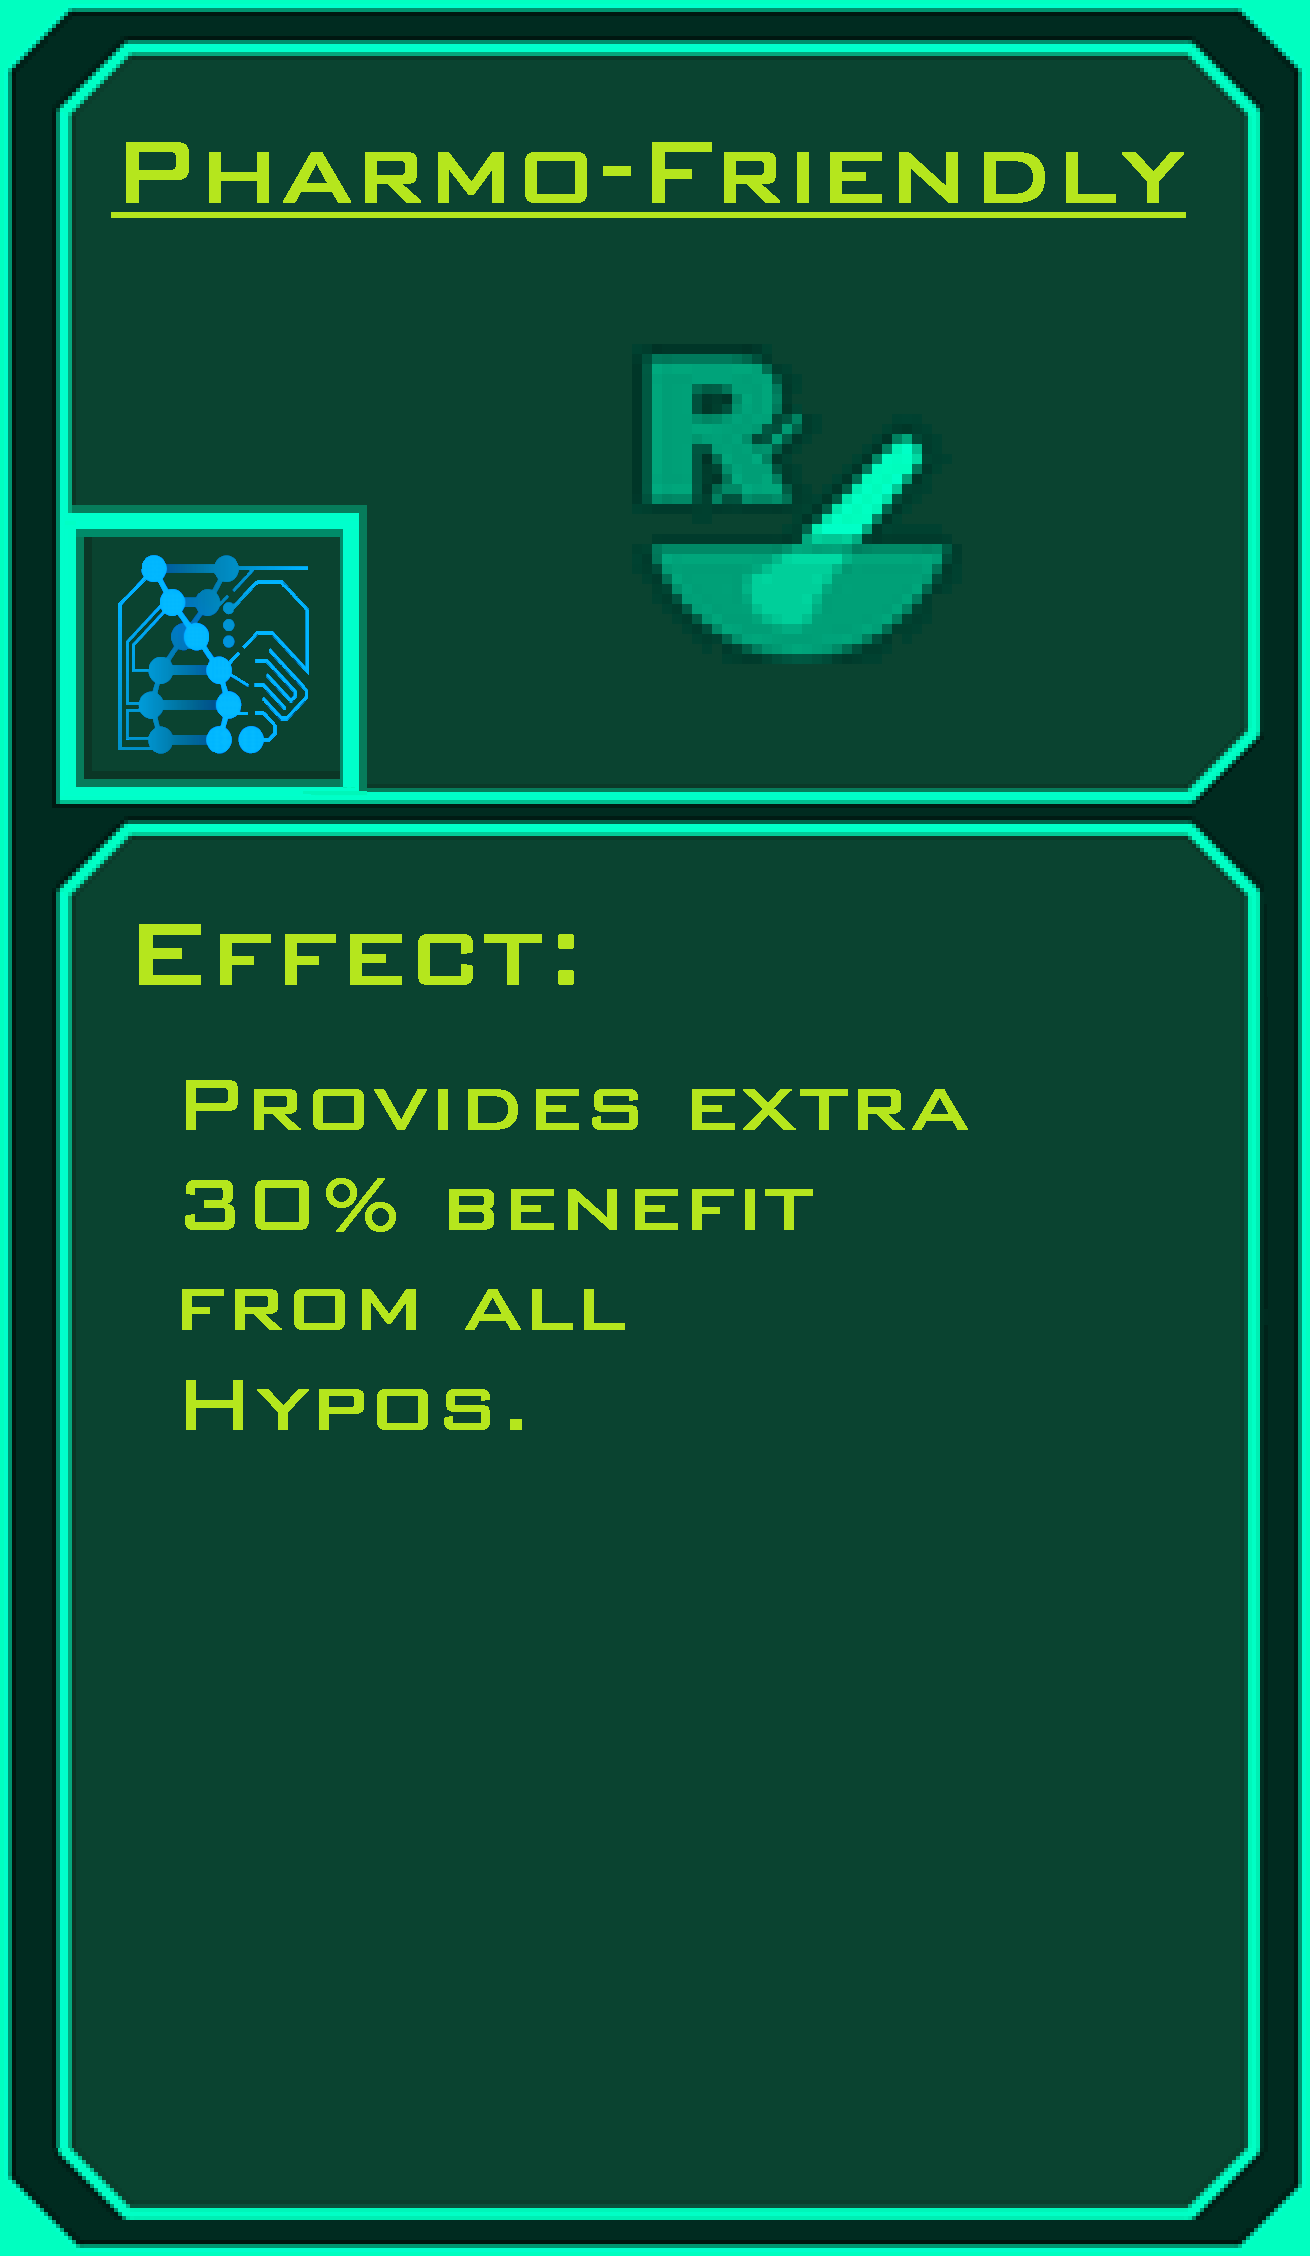 Pharmo-Friendly
R
Effect:
Provides extra
30% benefit
from all
Hypos.